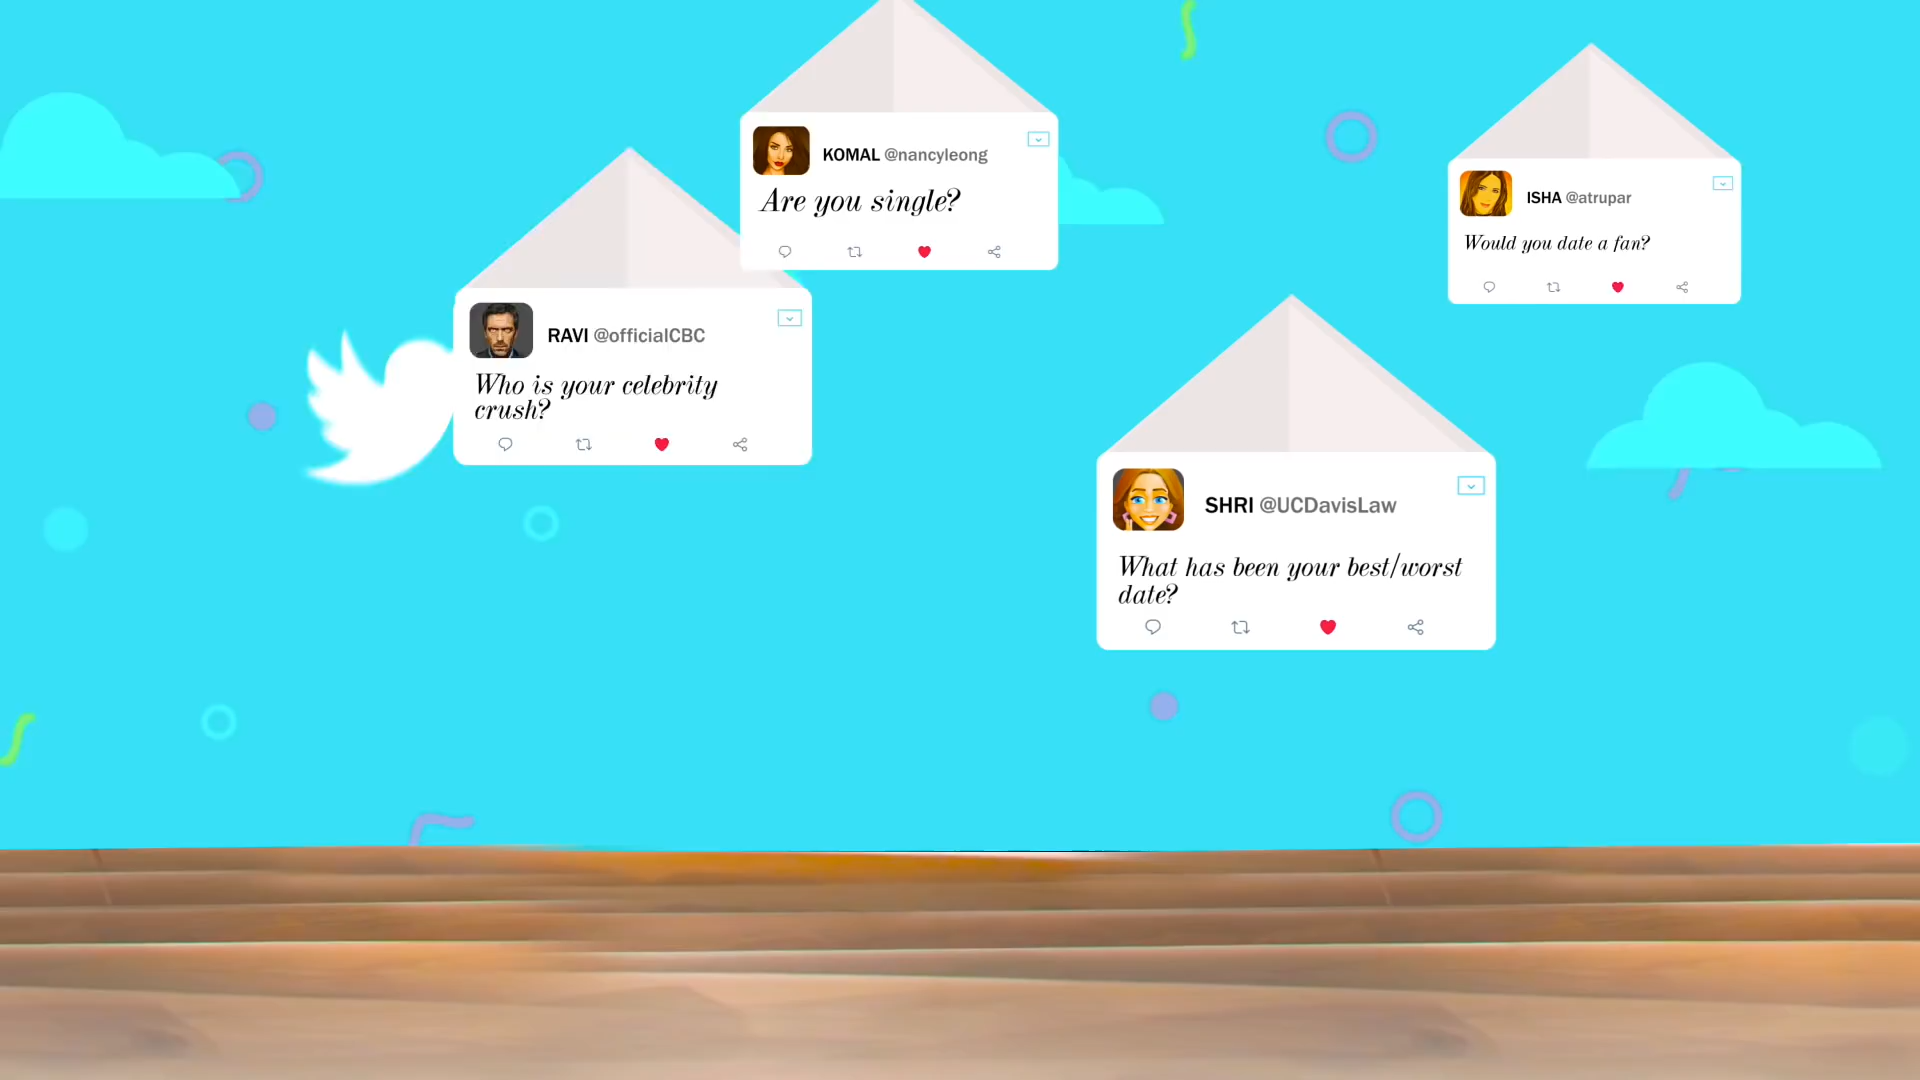 KOMAL @nancyleong
Are you single?
ISHA @atrupar
Would you date a fan?
RAVI @officialCBC
Who is your celebrity
crush?
SHRI @UCDavisLaw
What has been your best/worst
date?